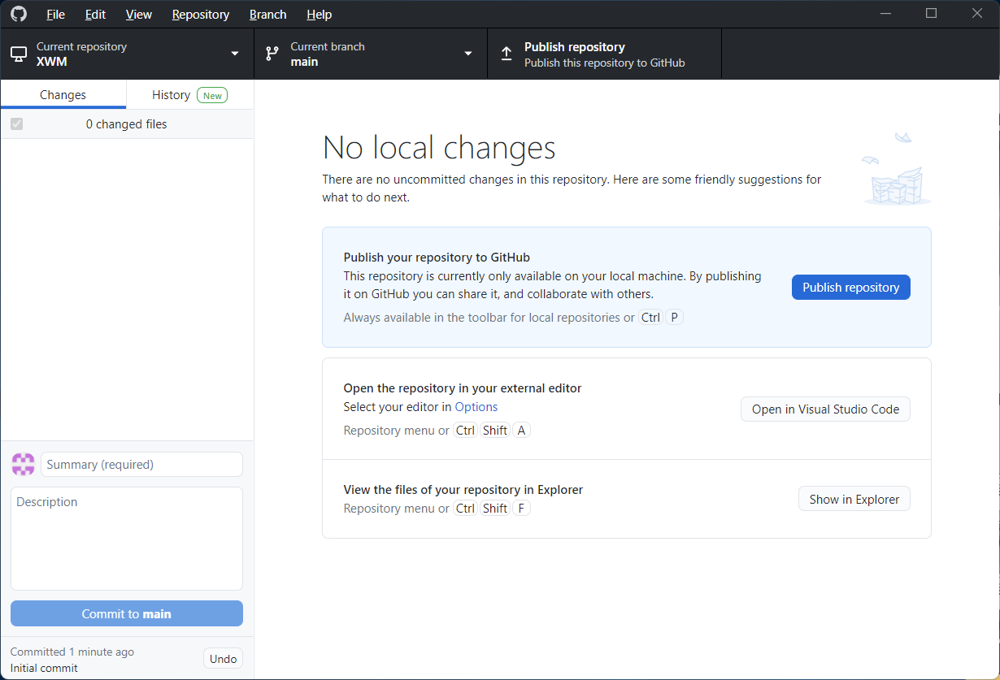 File Edit View Repository Branch Help
Current repository
XWM
Current branch
main
Publish repository
Publish this repository to GitHub
Changes
History New
0 changed files
No local changes
There are no uncommitted changes in this repository. Here are some friendly suggestions for
what to do next.
Publish your repository to GitHub
This repository is currently only available on your local machine. By publishing
it on GitHub you can share it, and collaborate with others.
Always available in the toolbar for local repositories or Ctrl P
Publish repository
Open the repository in your external editor
Select your editor in Options
Repository menu or Ctrl Shift A
Open in Visual Studio Code
View the files of your repository in Explorer
Repository menu or Ctrl Shift F
Show in Explorer
Summary (required)
Description
Commit to main
Committed 1 minute ago
Initial commit
Undo